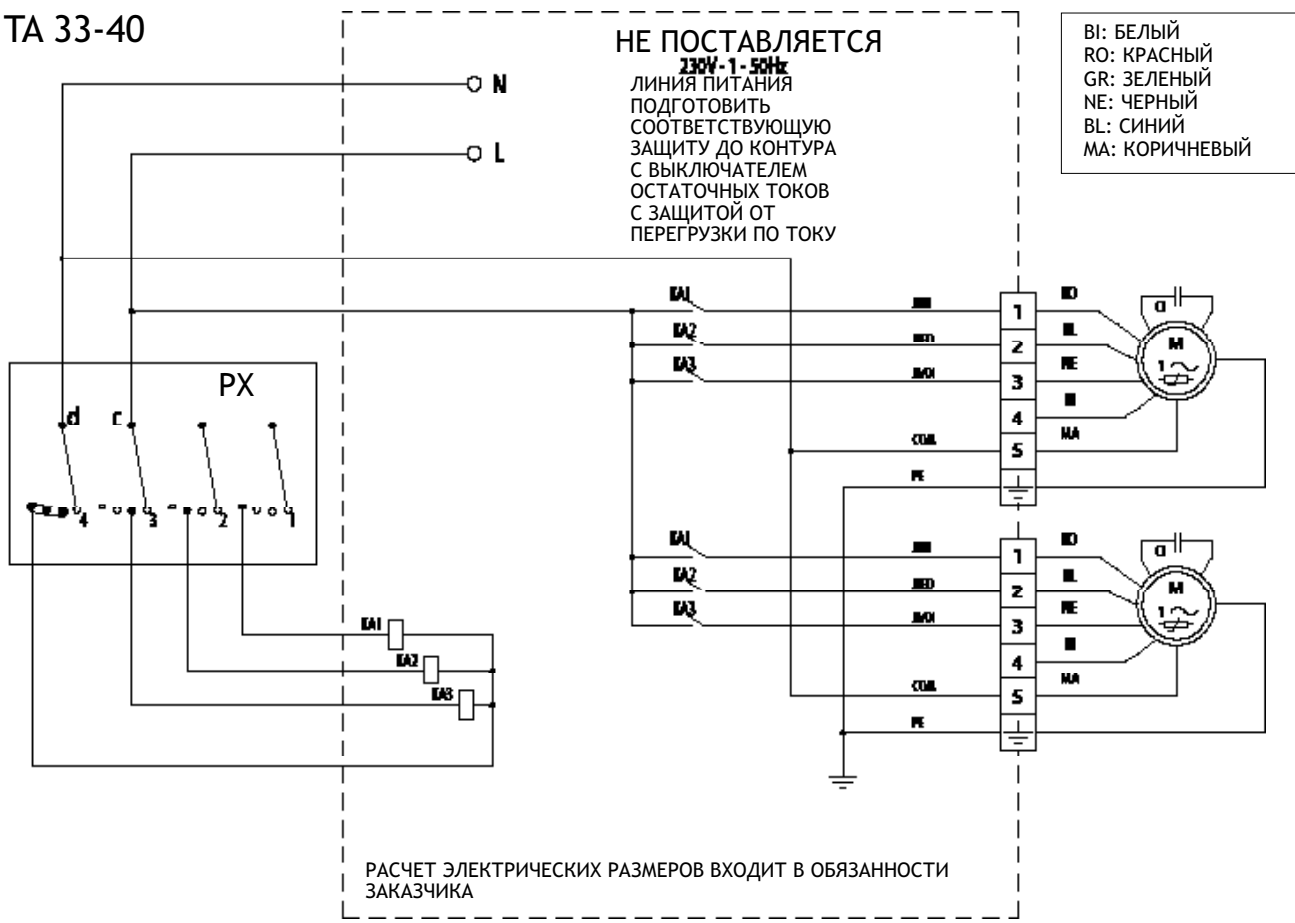 TA 33-40
НЕ ПОСТАВЛЯЕТСЯ
230V - 1 - 50Hz
ЛИНИЯ ПИТАНИЯ
ПОДГОТОВИТЬ
СООТВЕТСТВУЮЩУЮ
ЗАЩИТУ ДО КОНТУРА
С ВЫКЛЮЧАТЕЛЕМ
ОСТАТОЧНЫХ ТОКОВ
С ЗАЩИТОЙ ОТ
ПЕРЕГРУЗКИ ПО ТОКУ
BI: БЕЛЫЙ
RO: КРАСНЫЙ
GR: ЗЕЛЕНЫЙ
NE: ЧЕРНЫЙ
BL: СИНИЙ
MA: КОРИЧНЕВЫЙ
N
L
PX
d c
4 3 2 1
KA1
KA2
KA3
KA1 1 RO
KA2 2 BL
KA3 3 NE
4
COM. 5 MA
PE
M
1
KA1 1 RO
KA2 MED 2 BL
KA3 3 NE
4
COM. 5 MA
PE
M
1
РАСЧЕТ ЭЛЕКТРИЧЕСКИХ РАЗМЕРОВ ВХОДИТ В ОБЯЗАННОСТИ
ЗАКАЗЧИКА